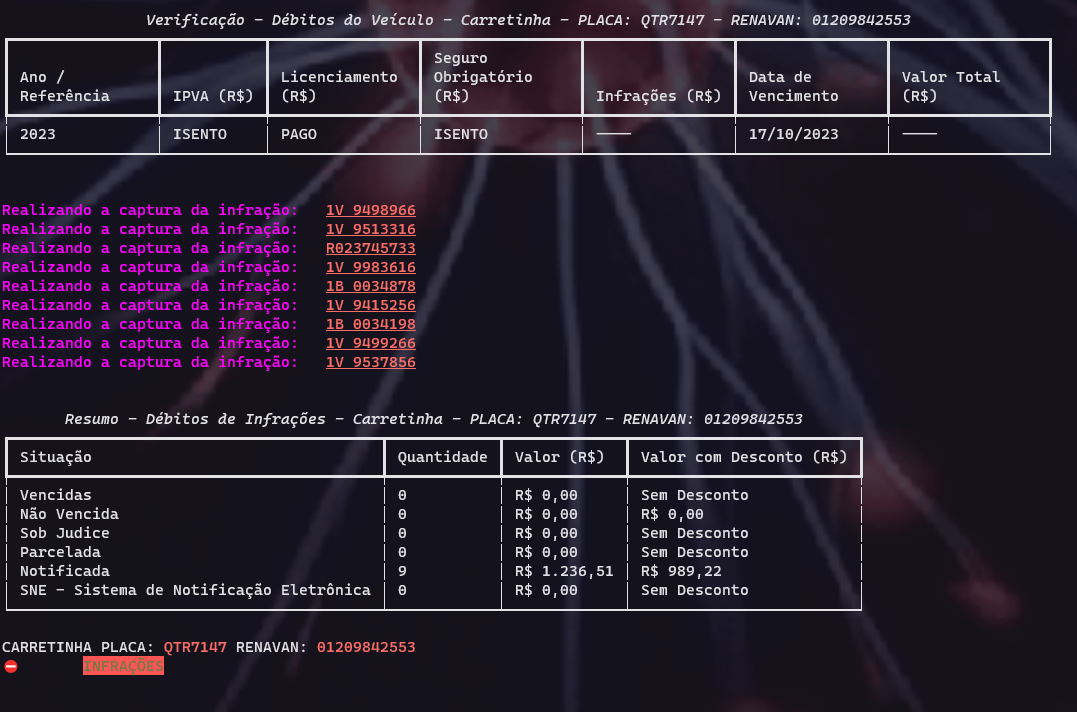 Verificação – Débitos do Veículo – Carretinha – PLACA: QTR7147 – RENAVAN: 01209842553
Ano / Referência IPVA (R$) Licenciamento (R$) Seguro Obrigatório (R$) Infrações (R$) Data de Vencimento Valor Total (R$)
2023 ISENTO PAGO ISENTO ———— 17/10/2023 ————
Realizando a captura da infração: 1V 9498966
Realizando a captura da infração: 1V 9513316
Realizando a captura da infração: R023745733
Realizando a captura da infração: 1V 9983616
Realizando a captura da infração: 1B 0034878
Realizando a captura da infração: 1V 9415256
Realizando a captura da infração: 1B 0034198
Realizando a captura da infração: 1V 9499266
Realizando a captura da infração: 1V 9537856
Resumo – Débitos de Infrações – Carretinha – PLACA: QTR7147 – RENAVAN: 01209842553
Situação Quantidade Valor (R$) Valor com Desconto (R$)
Vencidas 0 R$ 0,00 Sem Desconto
Não Vencida 0 R$ 0,00 R$ 0,00
Sob Judice 0 R$ 0,00 Sem Desconto
Parcelada 0 R$ 0,00 Sem Desconto
Notificada 9 R$ 1.236,51 R$ 989,22
SNE – Sistema de Notificação Eletrônica 0 R$ 0,00 Sem Desconto
CARRETINHA PLACA: QTR7147 RENAVAN: 01209842553
⛔ INFRAÇÕES